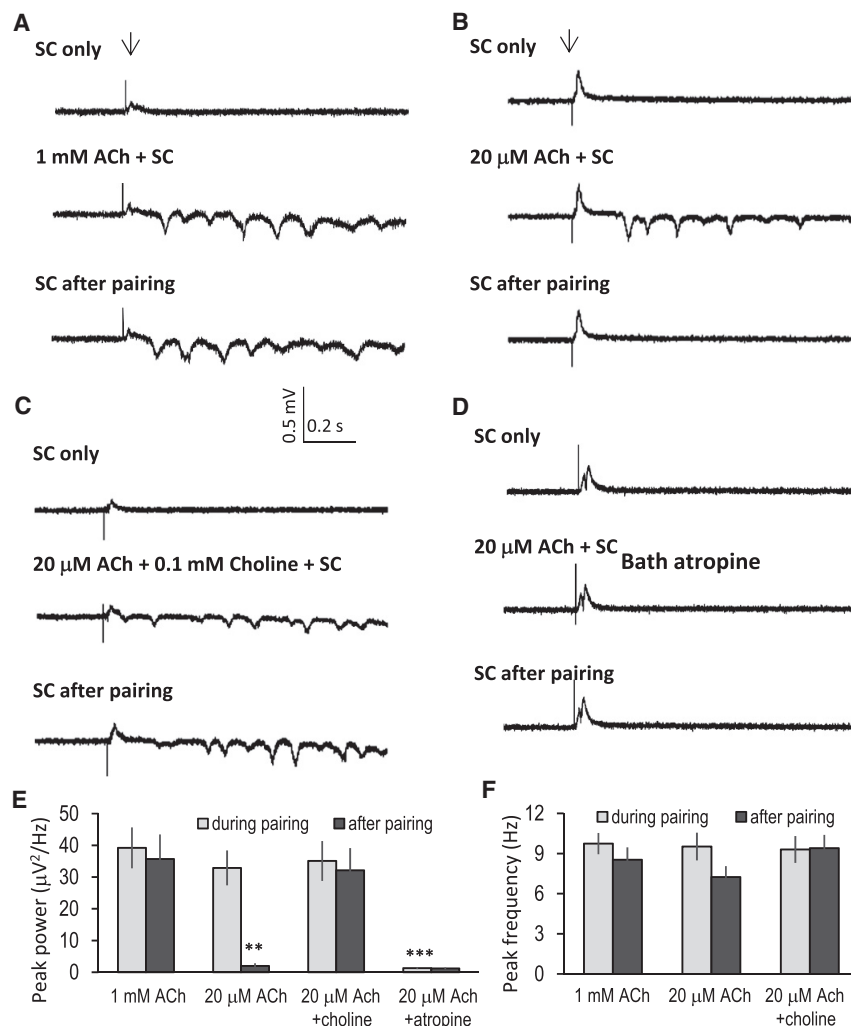 A
SC only
1 mM ACh + SC
SC after pairing
B
SC only
20 μM ACh + SC
SC after pairing
C
0.5 mV
0.2 s
SC only
20 μM ACh + 0.1 mM Choline + SC
SC after pairing
D
SC only
20 μM ACh + SC
Bath atropine
SC after pairing
E
Peak power (μV²/Hz)
50
40
30
20
10
0
during pairing
after pairing
**
***
1 mM ACh
20 μM ACh
20 μM Ach
+choline
20 μM Ach
+atropine
F
Peak frequency (Hz)
12
9
6
3
0
during pairing
after pairing
1 mM ACh
20 μM ACh
20 μM Ach
+choline